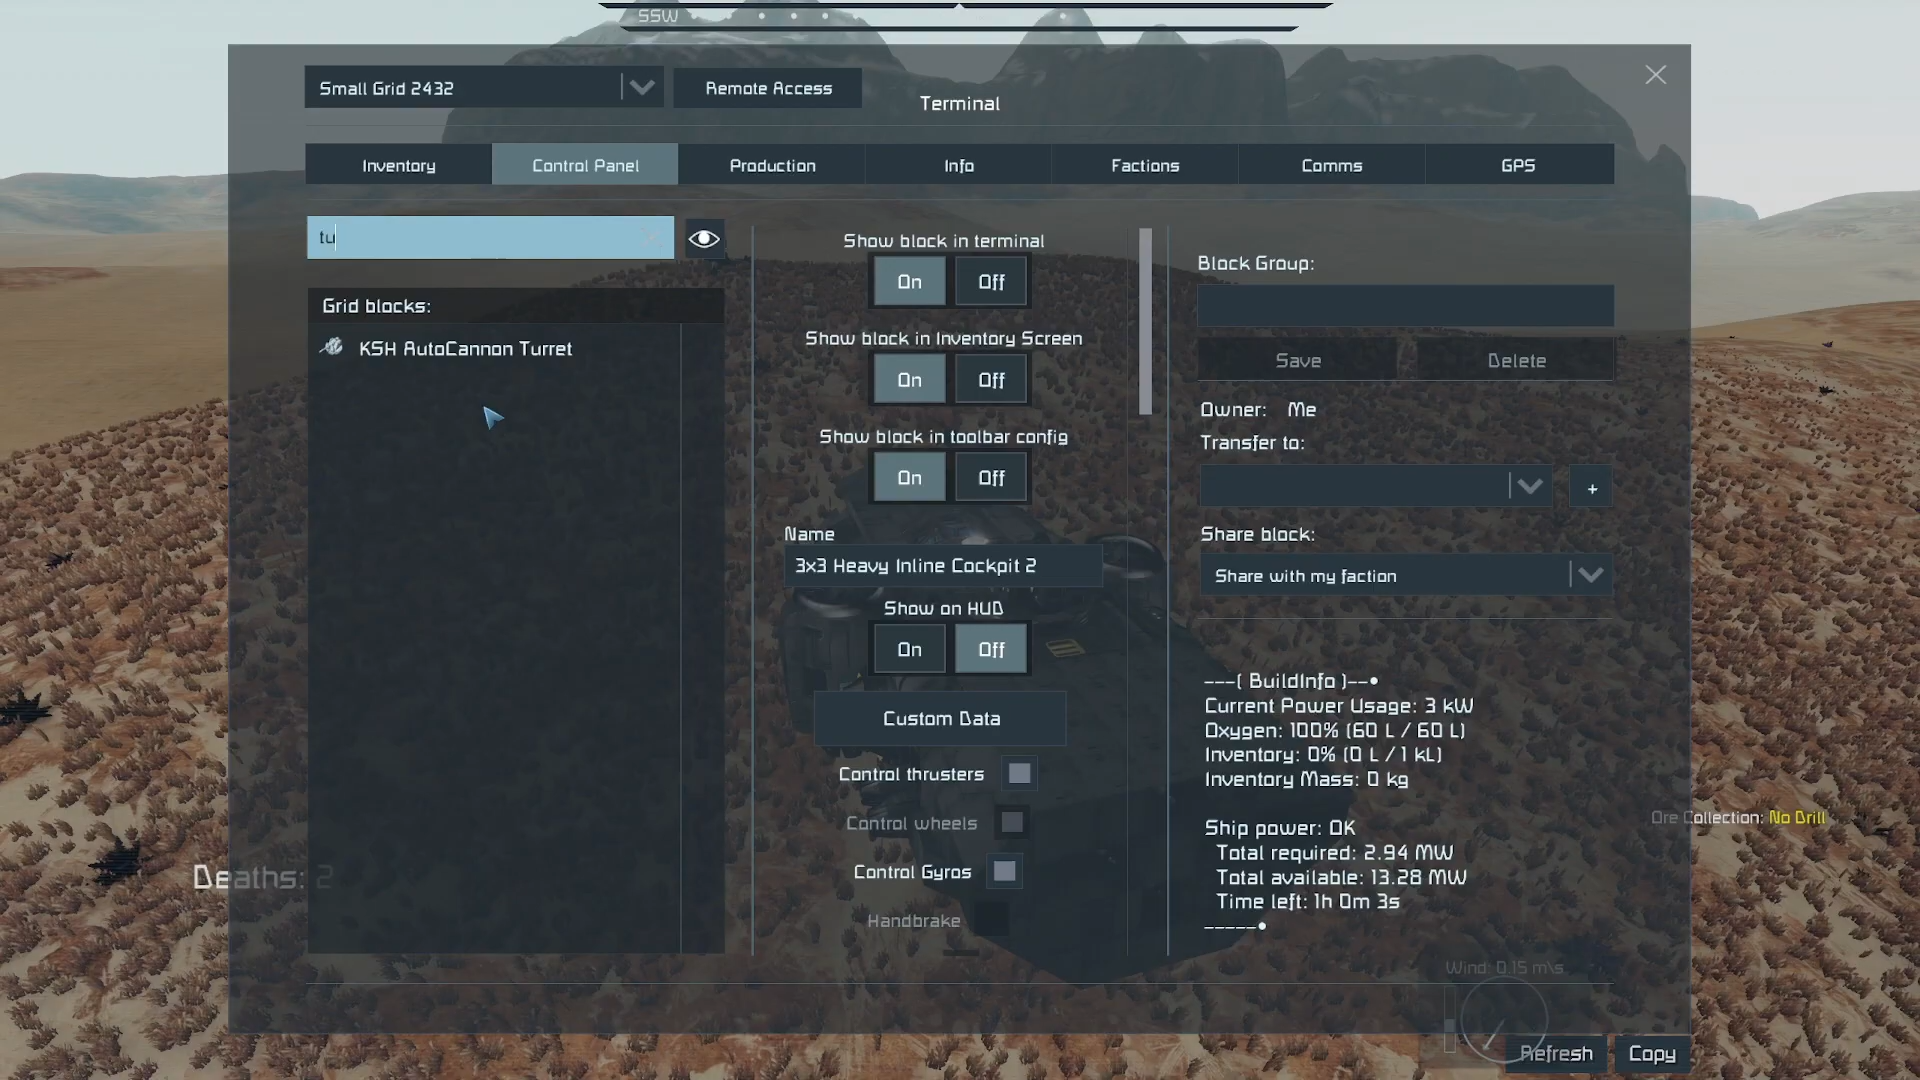 SSW
Small Grid 2432
Remote Access
Terminal
Inventory
Control Panel
Production
Info
Factions
Comms
GPS
tu
Grid blocks:
KSH AutoCannon Turret
Show block in terminal
On Off
Show block in Inventory Screen
On Off
Show block in toolbar config
On Off
Name
3x3 Heavy Inline Cockpit 2
Show on HUD
On Off
Custom Data
Control thrusters
Control wheels
Control Gyros
Handbrake
Block Group:
Save Delete
Owner: Me
Transfer to:
+
Share block:
Share with my faction
---( BuildInfo )--•
Current Power Usage: 3 kW
Oxygen: 100% (60 L / 60 L)
Inventory: 0% (0 L / 1 kL)
Inventory Mass: 0 kg
Ship power: OK
Total required: 2.94 MW
Total available: 13.28 MW
Time left: 1h 0m 3s
-----•
Ore Collection: No Drill
Deaths: 2
Wind: 0.15 m\s
Refresh Copy